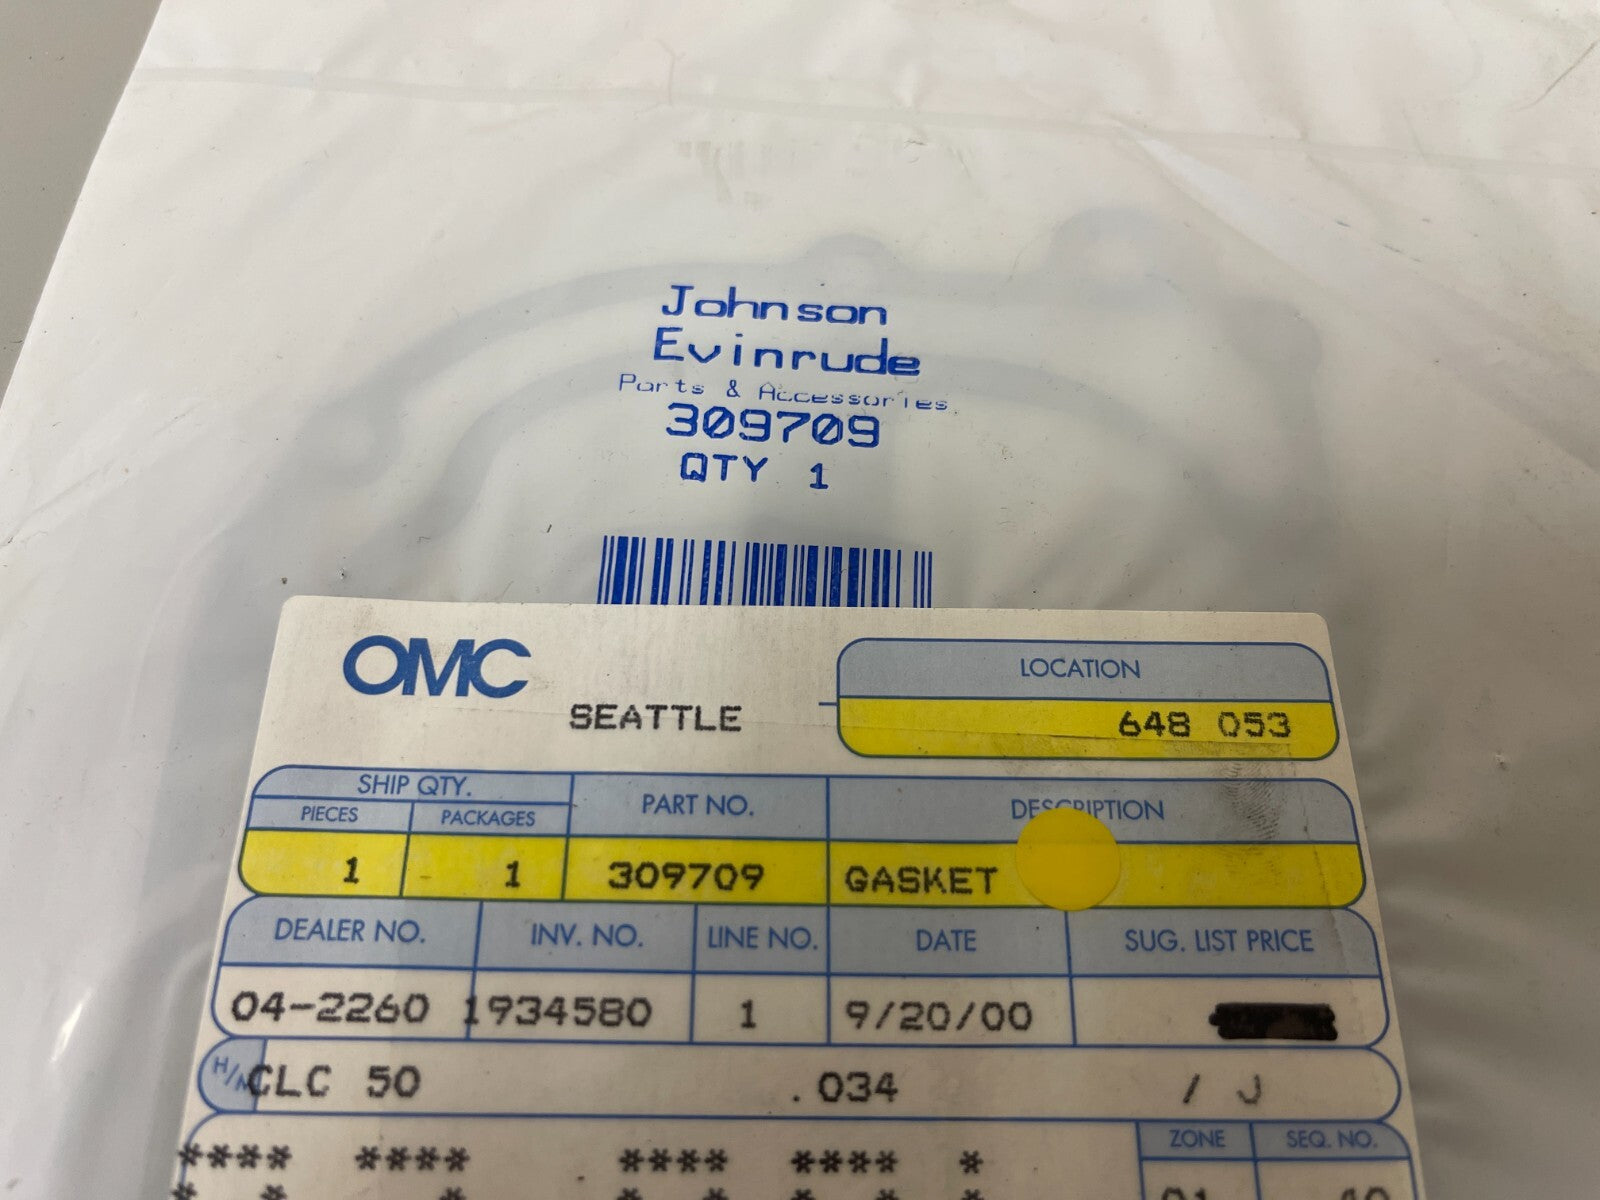 Johnson
Evinrude
Parts & Accessories
309709
QTY 1
OMC
SEATTLE
LOCATION
648 053
SHIP QTY.
PIECES PACKAGES PART NO. DESCRIPTION
1 1 309709 GASKET
DEALER NO. INV. NO. LINE NO. DATE SUG. LIST PRICE
04-2260 1934580 1 9/20/00
H/M CLC 50 .034 / J
**** **** **** **** *
ZONE SEQ. NO.
* * * * * * *